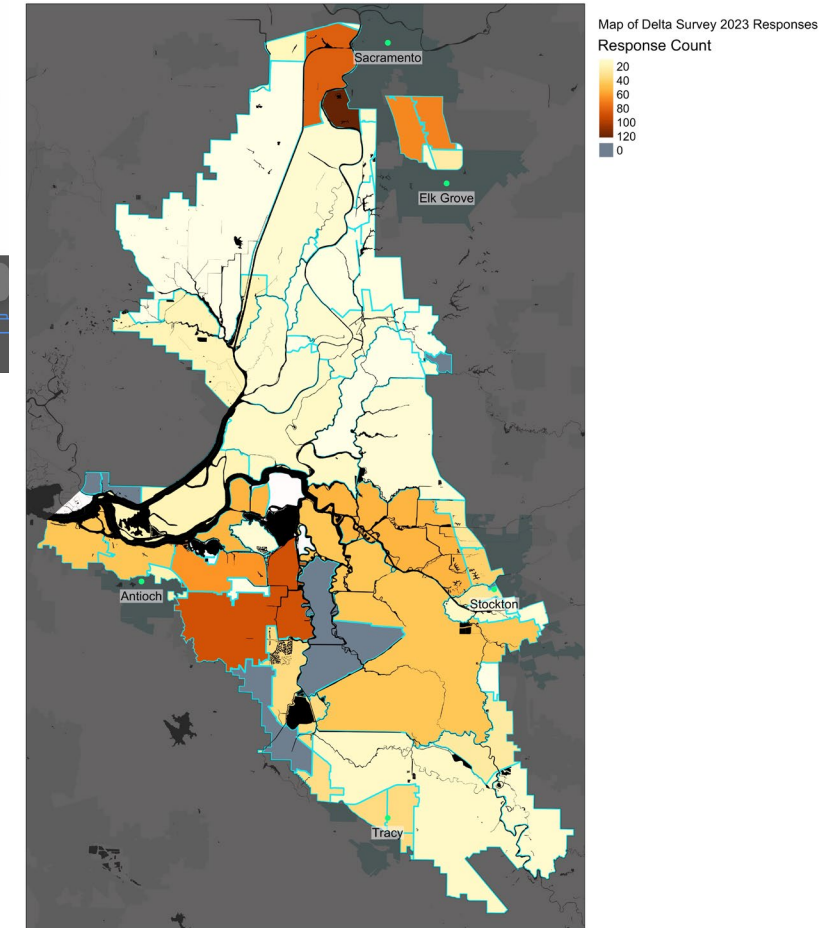 Map of Delta Survey 2023 Responses
Response Count
20
40
60
80
100
120
0
Sacramento
Elk Grove
Antioch
Stockton
Tracy